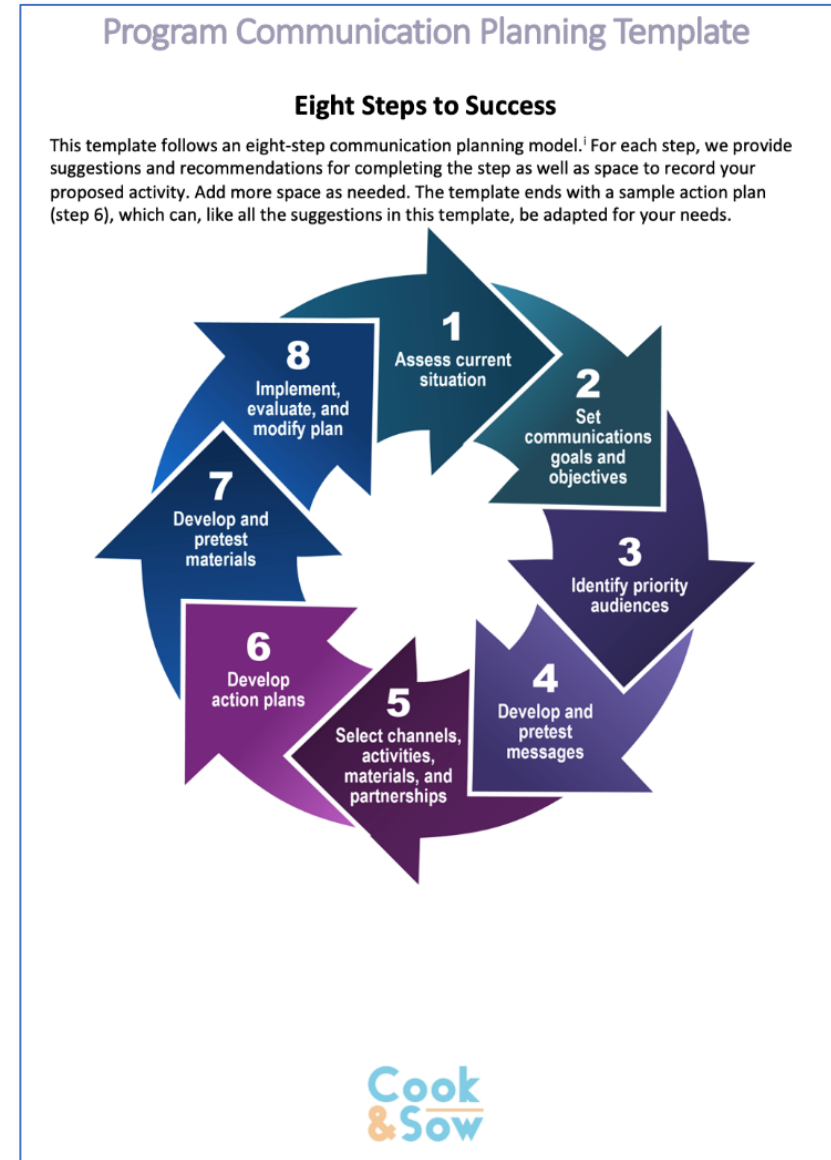 Program Communication Planning Template
Eight Steps to Success
This template follows an eight-step communication planning model.ⁱ For each step, we provide
suggestions and recommendations for completing the step as well as space to record your
proposed activity. Add more space as needed. The template ends with a sample action plan
(step 6), which can, like all the suggestions in this template, be adapted for your needs.
1
Assess current
situation
2
Set
communications
goals and
objectives
3
Identify priority
audiences
4
Develop and
pretest
messages
5
Select channels,
activities,
materials, and
partnerships
6
Develop
action plans
7
Develop and
pretest
materials
8
Implement,
evaluate, and
modify plan
Cook
&Sow